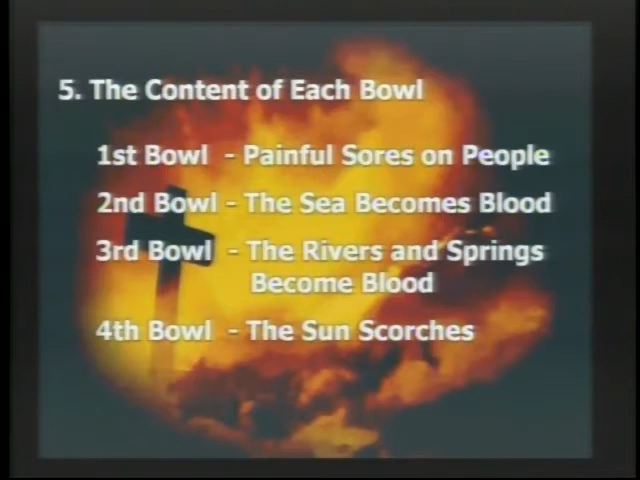 5. The Content of Each Bowl
1st Bowl - Painful Sores on People
2nd Bowl - The Sea Becomes Blood
3rd Bowl - The Rivers and Springs
Become Blood
4th Bowl - The Sun Scorches